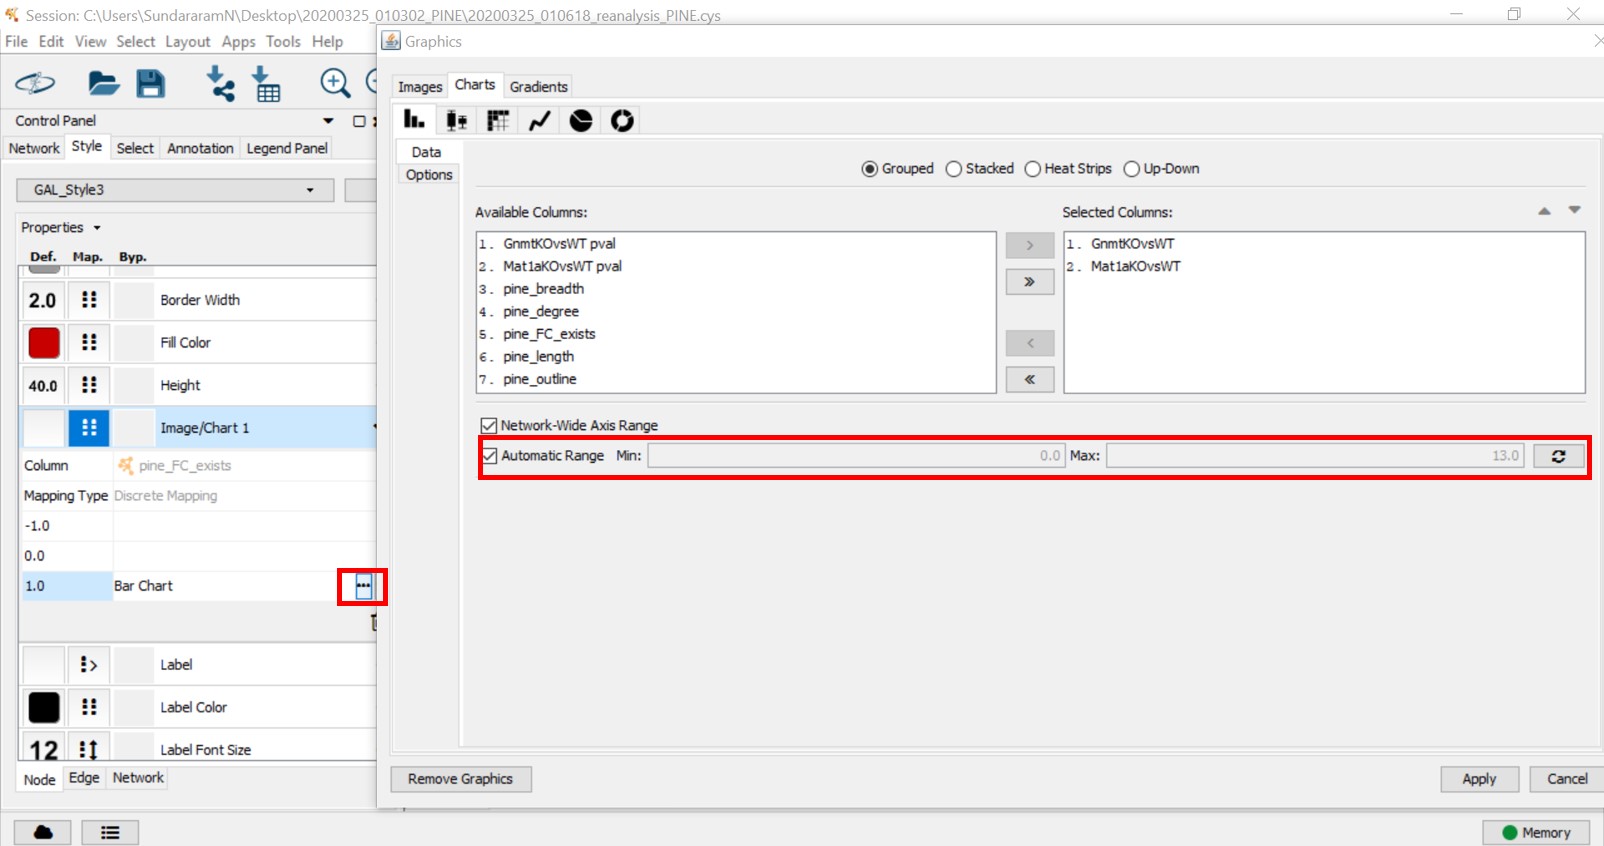 Session: C:\Users\SundararamN\Desktop\20200325_010302_PINE\20200325_010618_reanalysis_PINE.cys
File Edit View Select Layout Apps Tools Help
Control Panel
Network Style Select Annotation Legend Panel
GAL_Style3
Properties
Def. Map. Byp.
2.0 Border Width
Fill Color
40.0 Height
Image/Chart 1
Column pine_FC_exists
Mapping Type Discrete Mapping
-1.0
0.0
1.0 Bar Chart
Label
Label Color
12 Label Font Size
Node Edge Network
Graphics
Images Charts Gradients
Data
Options
Grouped Stacked Heat Strips Up-Down
Available Columns:
1. GnmtKOvsWT pval
2. Mat1aKOvsWT pval
3. pine_breadth
4. pine_degree
5. pine_FC_exists
6. pine_length
7. pine_outline
Selected Columns:
1. GnmtKOvsWT
2. Mat1aKOvsWT
Network-Wide Axis Range
Automatic Range Min: 0.0 Max: 13.0
Remove Graphics Apply Cancel
Memory